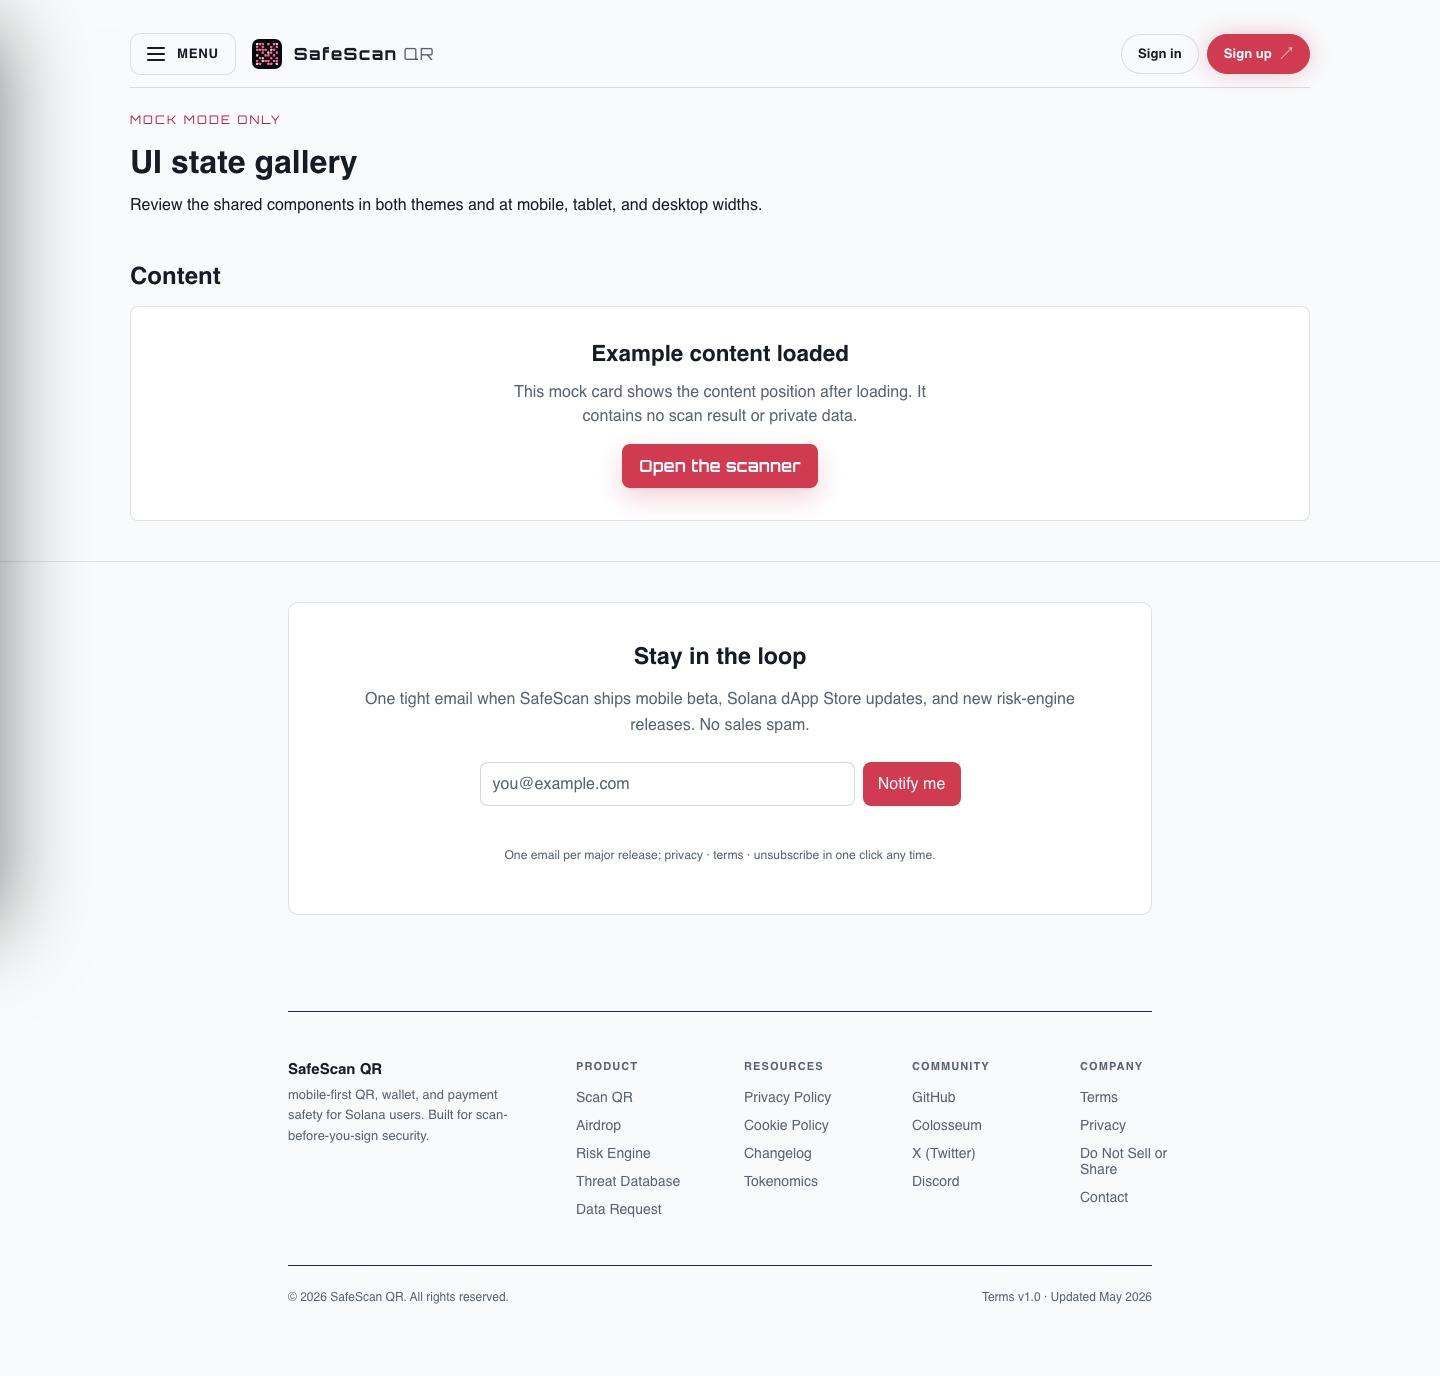 MENU
SafeScan QR
Sign in
Sign up
MOCK MODE ONLY
UI state gallery
Review the shared components in both themes and at mobile, tablet, and desktop widths.
Content
Example content loaded
This mock card shows the content position after loading. It
contains no scan result or private data.
Open the scanner
Stay in the loop
One tight email when SafeScan ships mobile beta, Solana dApp Store updates, and new risk-engine
releases. No sales spam.
you@example.com
Notify me
One email per major release; privacy · terms · unsubscribe in one click any time.
SafeScan QR
mobile-first QR, wallet, and payment
safety for Solana users. Built for scan-
before-you-sign security.
PRODUCT
Scan QR
Airdrop
Risk Engine
Threat Database
Data Request
RESOURCES
Privacy Policy
Cookie Policy
Changelog
Tokenomics
COMMUNITY
GitHub
Colosseum
X (Twitter)
Discord
COMPANY
Terms
Privacy
Do Not Sell or
Share
Contact
© 2026 SafeScan QR. All rights reserved.
Terms v1.0 · Updated May 2026